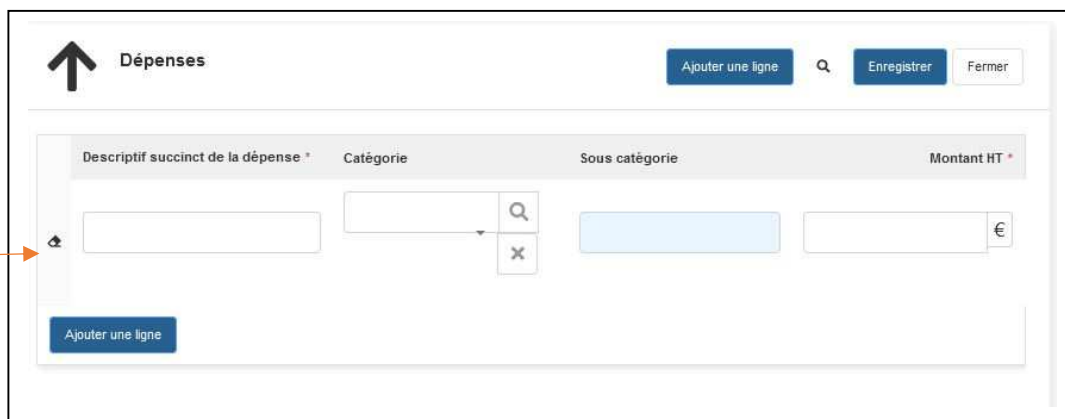 Dépenses
Ajouter une ligne
Enregistrer
Fermer
Descriptif succinct de la dépense *
Catégorie
Sous catégorie
Montant HT *
€
Ajouter une ligne